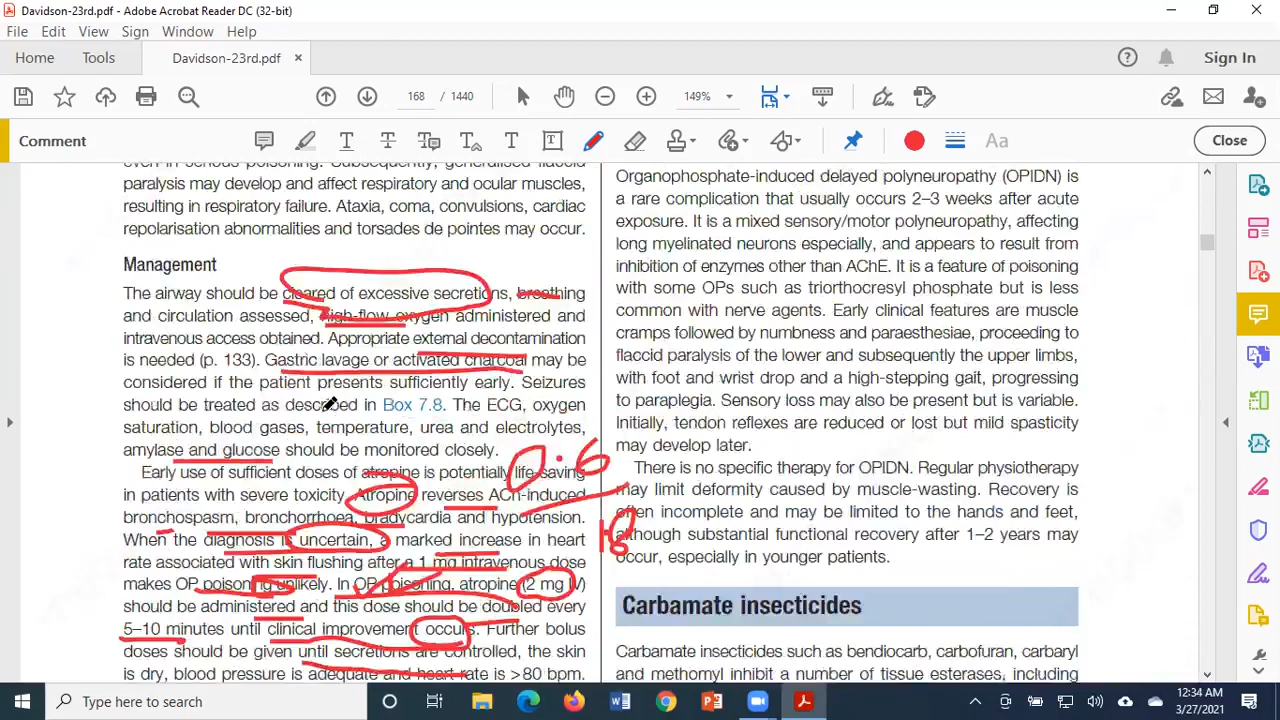 Davidson-23rd.pdf - Adobe Acrobat Reader DC (32-bit)
File Edit View Sign Window Help
Home Tools Davidson-23rd.pdf × Sign In
168 / 1440 149%
Comment Aa Close
even in serious poisoning. Subsequently, generalised flaccid
paralysis may develop and affect respiratory and ocular muscles,
resulting in respiratory failure. Ataxia, coma, convulsions, cardiac
repolarisation abnormalities and torsades de pointes may occur.
Management
The airway should be cleared of excessive secretions, breathing
and circulation assessed, high-flow oxygen administered and
intravenous access obtained. Appropriate external decontamination
is needed (p. 133). Gastric lavage or activated charcoal may be
considered if the patient presents sufficiently early. Seizures
should be treated as described in Box 7.8. The ECG, oxygen
saturation, blood gases, temperature, urea and electrolytes,
amylase and glucose should be monitored closely.
Early use of sufficient doses of atropine is potentially life-saving
in patients with severe toxicity. Atropine reverses ACh-induced
bronchospasm, bronchorrhoea, bradycardia and hypotension.
When the diagnosis is uncertain, a marked increase in heart
rate associated with skin flushing after a 1 mg intravenous dose
makes OP poisoning unlikely. In OP poisoning, atropine (2 mg IV)
should be administered and this dose should be doubled every
5–10 minutes until clinical improvement occurs. Further bolus
doses should be given until secretions are controlled, the skin
is dry, blood pressure is adequate and heart rate is >80 bpm.
0.6
18
Organophosphate-induced delayed polyneuropathy (OPIDN) is
a rare complication that usually occurs 2–3 weeks after acute
exposure. It is a mixed sensory/motor polyneuropathy, affecting
long myelinated neurons especially, and appears to result from
inhibition of enzymes other than AChE. It is a feature of poisoning
with some OPs such as triorthocresyl phosphate but is less
common with nerve agents. Early clinical features are muscle
cramps followed by numbness and paraesthesiae, proceeding to
flaccid paralysis of the lower and subsequently the upper limbs,
with foot and wrist drop and a high-stepping gait, progressing
to paraplegia. Sensory loss may also be present but is variable.
Initially, tendon reflexes are reduced or lost but mild spasticity
may develop later.
There is no specific therapy for OPIDN. Regular physiotherapy
may limit deformity caused by muscle-wasting. Recovery is
often incomplete and may be limited to the hands and feet,
although substantial functional recovery after 1–2 years may
occur, especially in younger patients.
Carbamate insecticides
Carbamate insecticides such as bendiocarb, carbofuran, carbaryl
and methomyl inhibit a number of tissue esterases, including
Type here to search
12:34 AM
3/27/2021